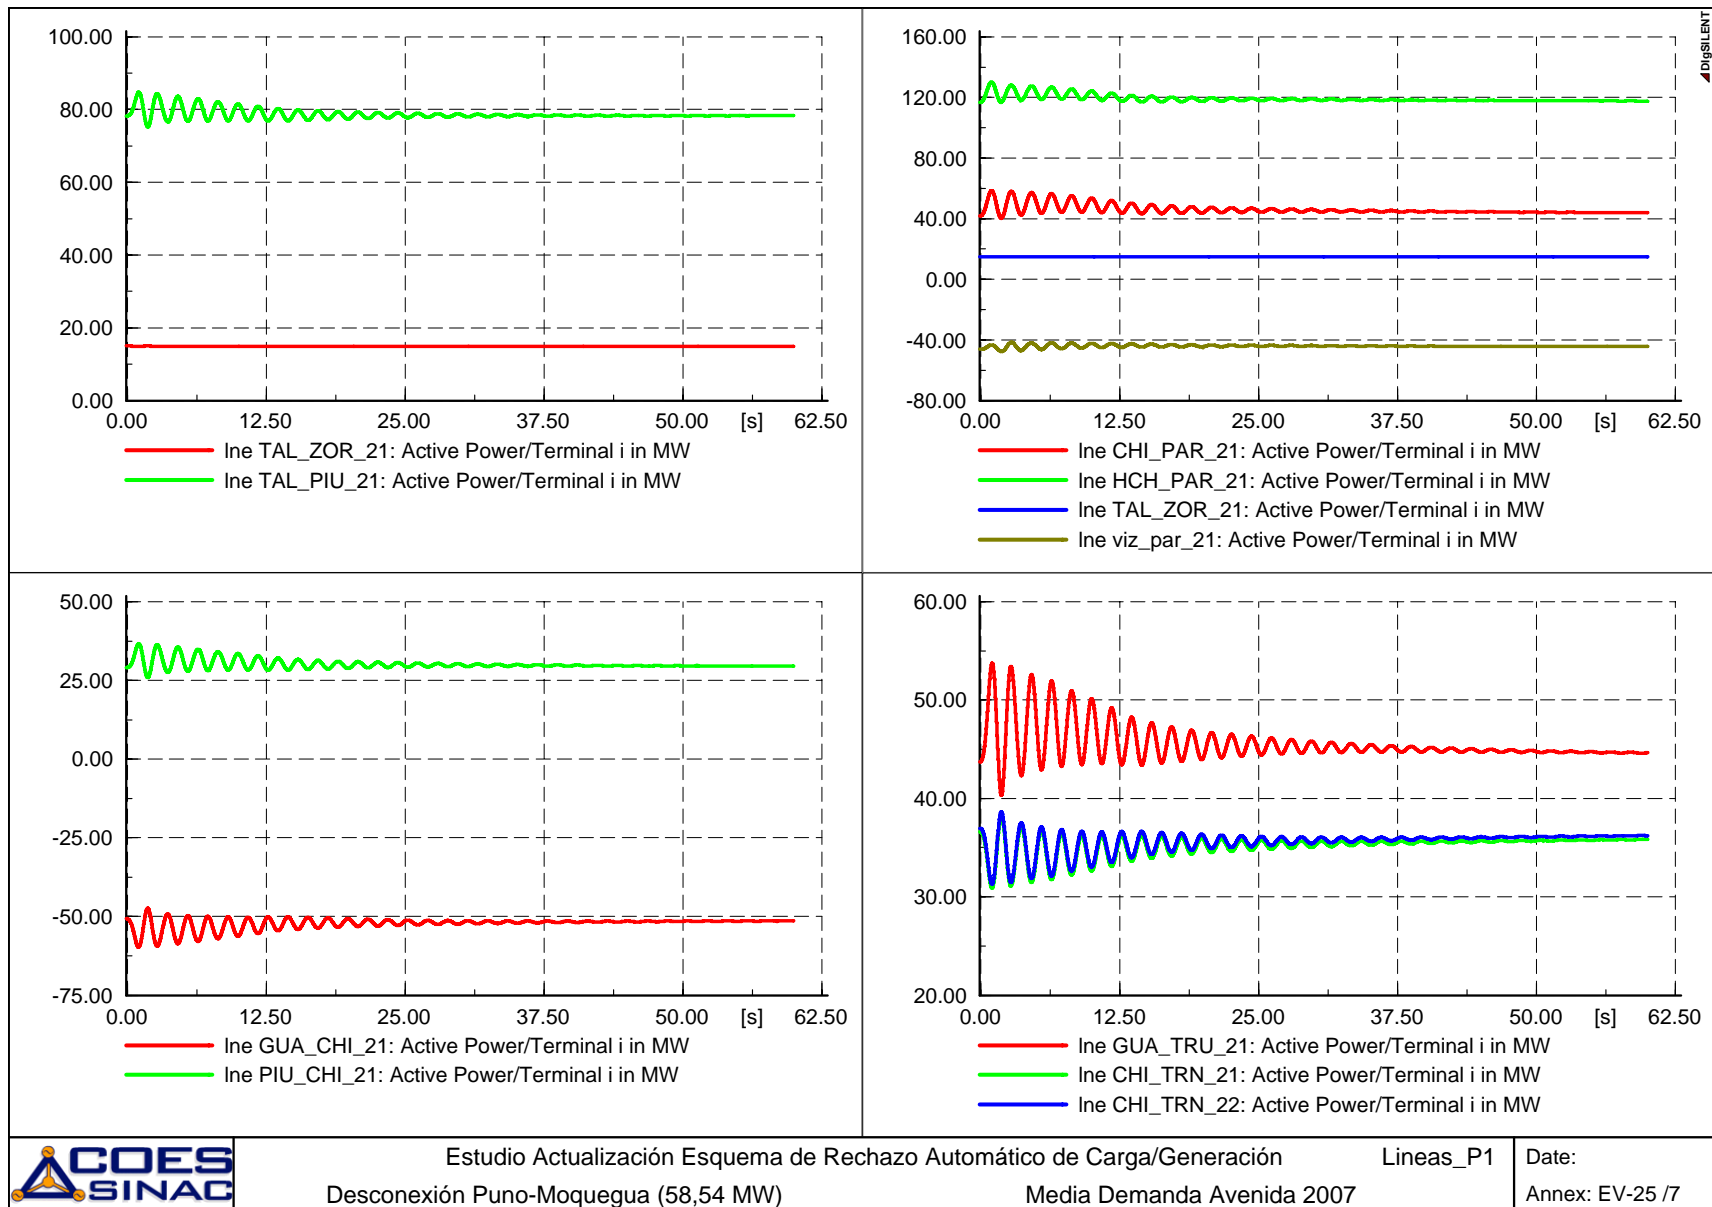 DIgSILENT
100.00
80.00
60.00
40.00
20.00
0.00
0.00 12.50 25.00 37.50 50.00 [s] 62.50
lne TAL_ZOR_21: Active Power/Terminal i in MW
lne TAL_PIU_21: Active Power/Terminal i in MW
160.00
120.00
80.00
40.00
0.00
-40.00
-80.00
0.00 12.50 25.00 37.50 50.00 [s] 62.50
lne CHI_PAR_21: Active Power/Terminal i in MW
lne HCH_PAR_21: Active Power/Terminal i in MW
lne TAL_ZOR_21: Active Power/Terminal i in MW
lne viz_par_21: Active Power/Terminal i in MW
50.00
25.00
0.00
-25.00
-50.00
-75.00
0.00 12.50 25.00 37.50 50.00 [s] 62.50
lne GUA_CHI_21: Active Power/Terminal i in MW
lne PIU_CHI_21: Active Power/Terminal i in MW
60.00
50.00
40.00
30.00
20.00
0.00 12.50 25.00 37.50 50.00 [s] 62.50
lne GUA_TRU_21: Active Power/Terminal i in MW
lne CHI_TRN_21: Active Power/Terminal i in MW
lne CHI_TRN_22: Active Power/Terminal i in MW
COES
SINAC
Estudio Actualización Esquema de Rechazo Automático de Carga/Generación Lineas_P1
Desconexión Puno-Moquegua (58,54 MW) Media Demanda Avenida 2007
Date:
Annex: EV-25 /7